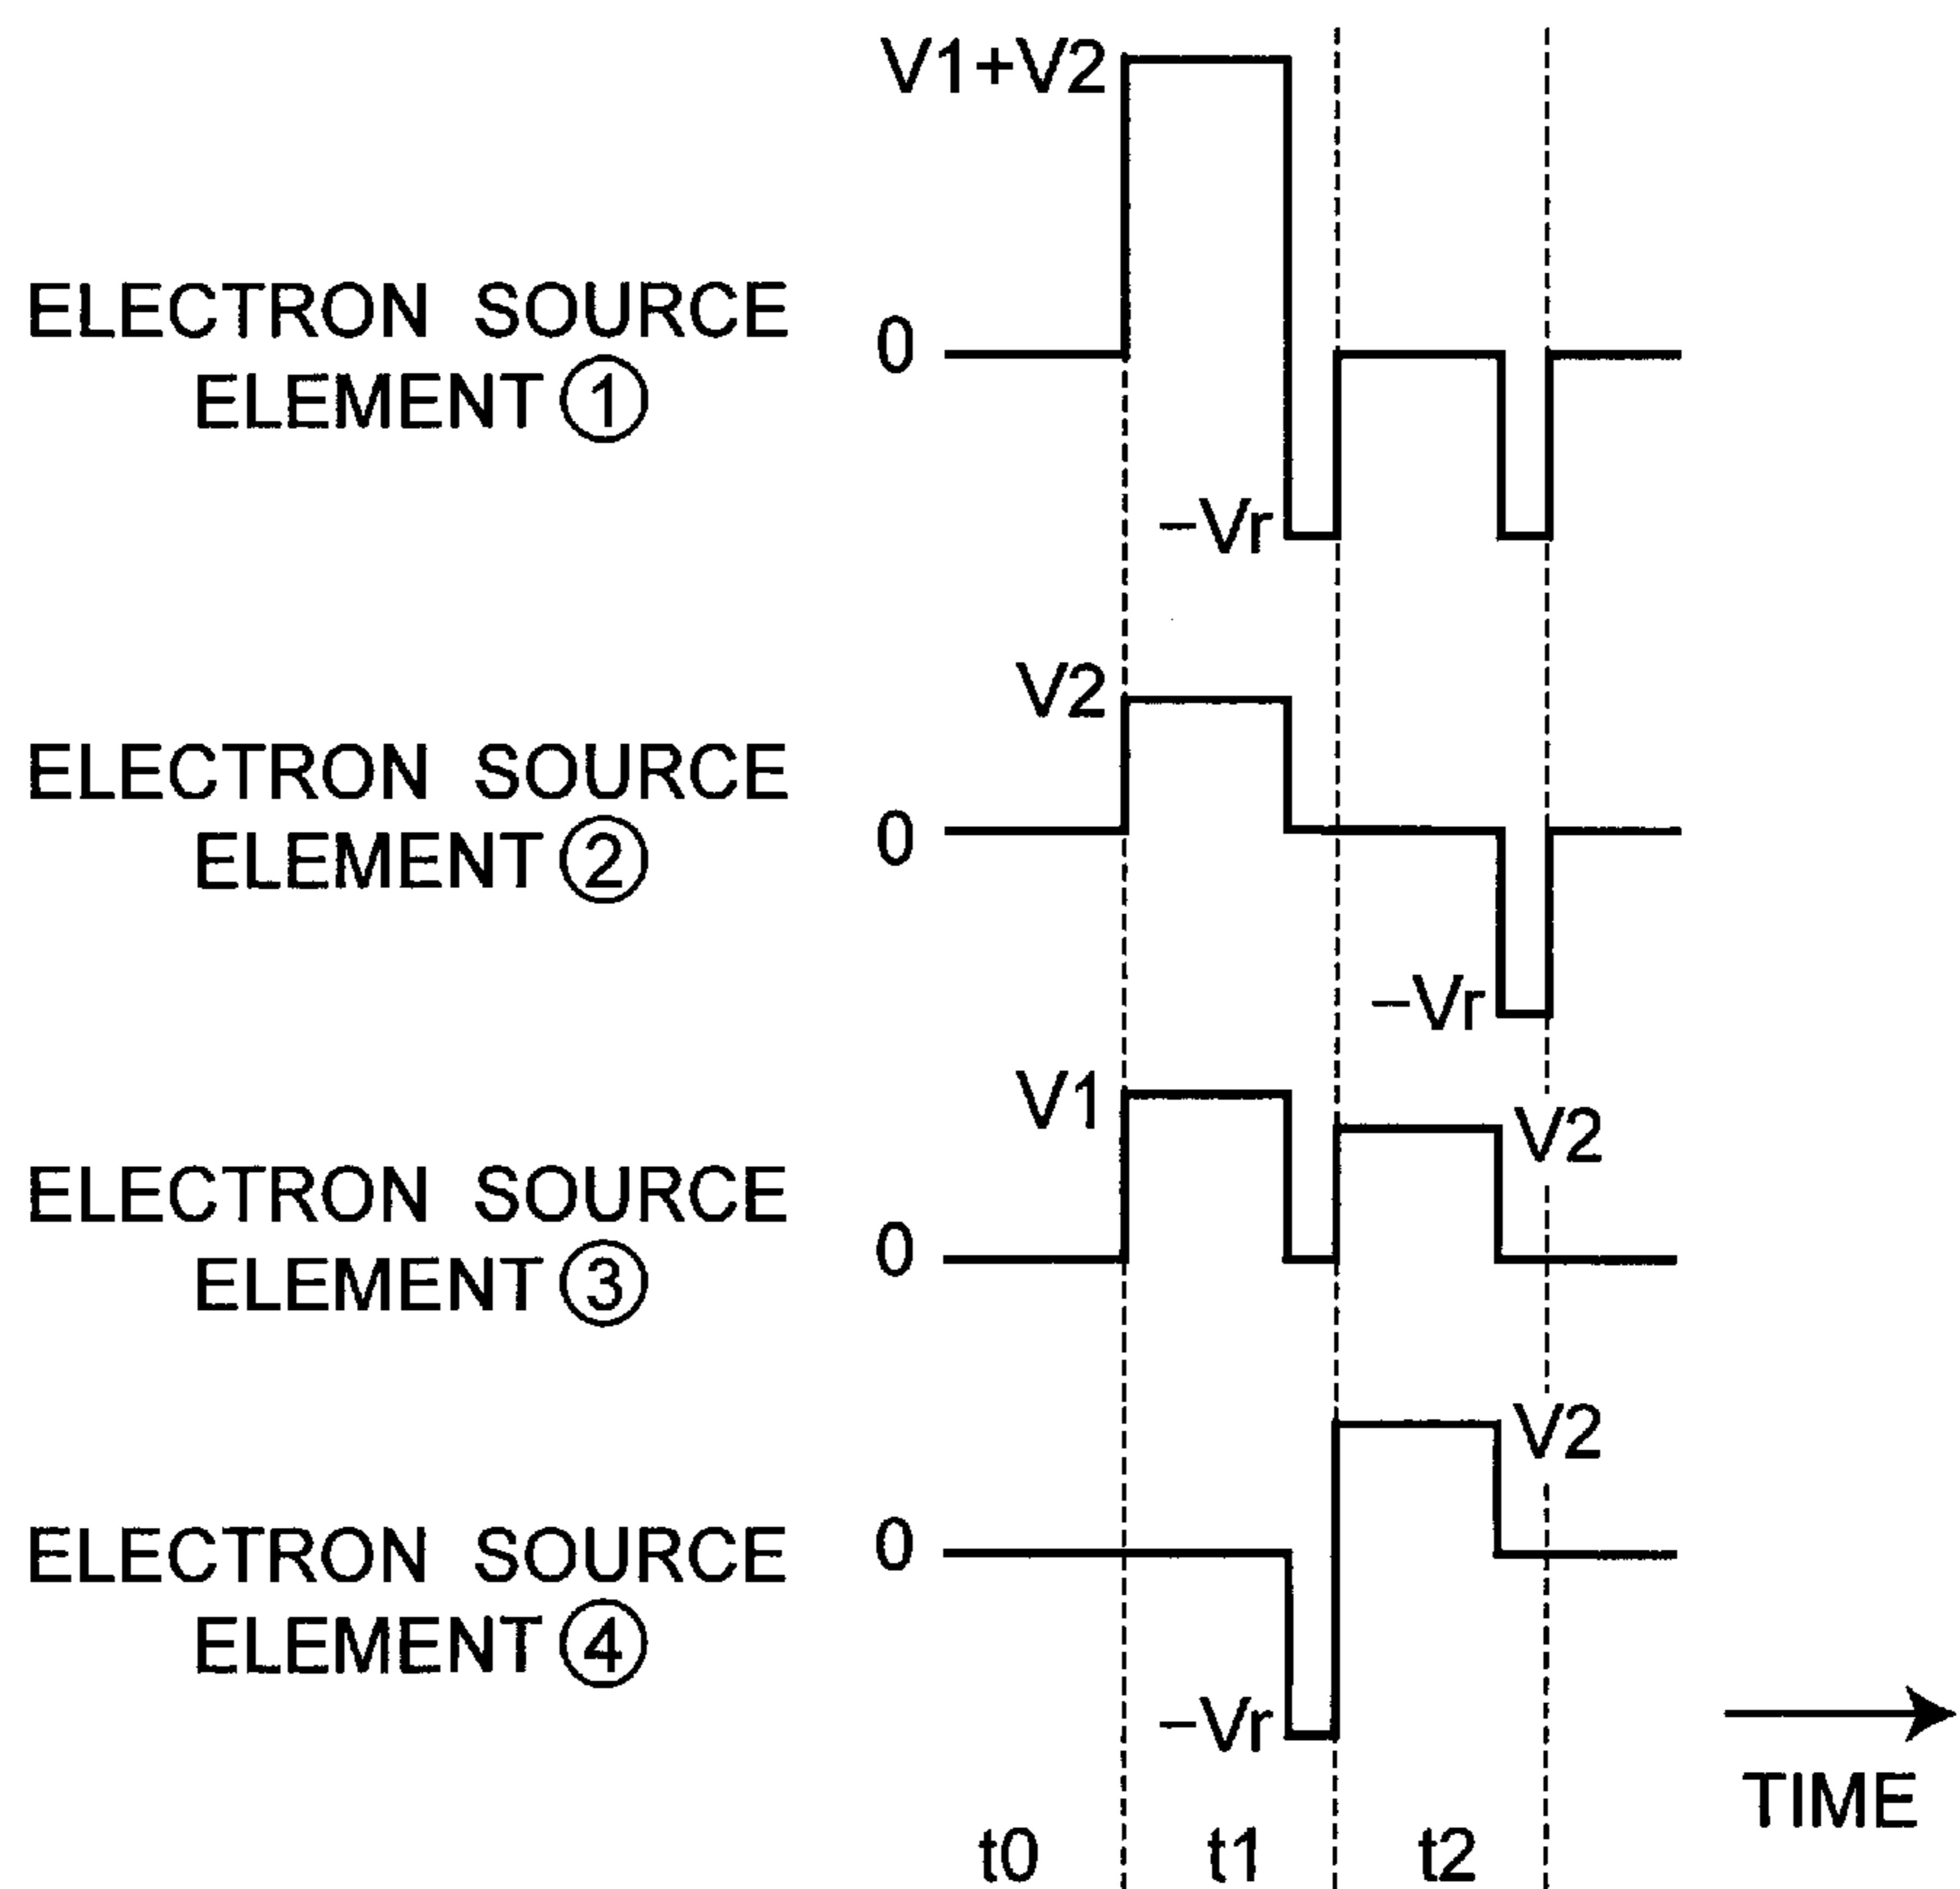 V1+V2
ELECTRON SOURCE
0
ELEMENT ①
−Vr
V2
ELECTRON SOURCE
0
ELEMENT ②
−Vr
V1
V2
ELECTRON SOURCE
0
ELEMENT ③
V2
0
ELECTRON SOURCE
ELEMENT ④
−Vr
TIME
t0 t1 t2